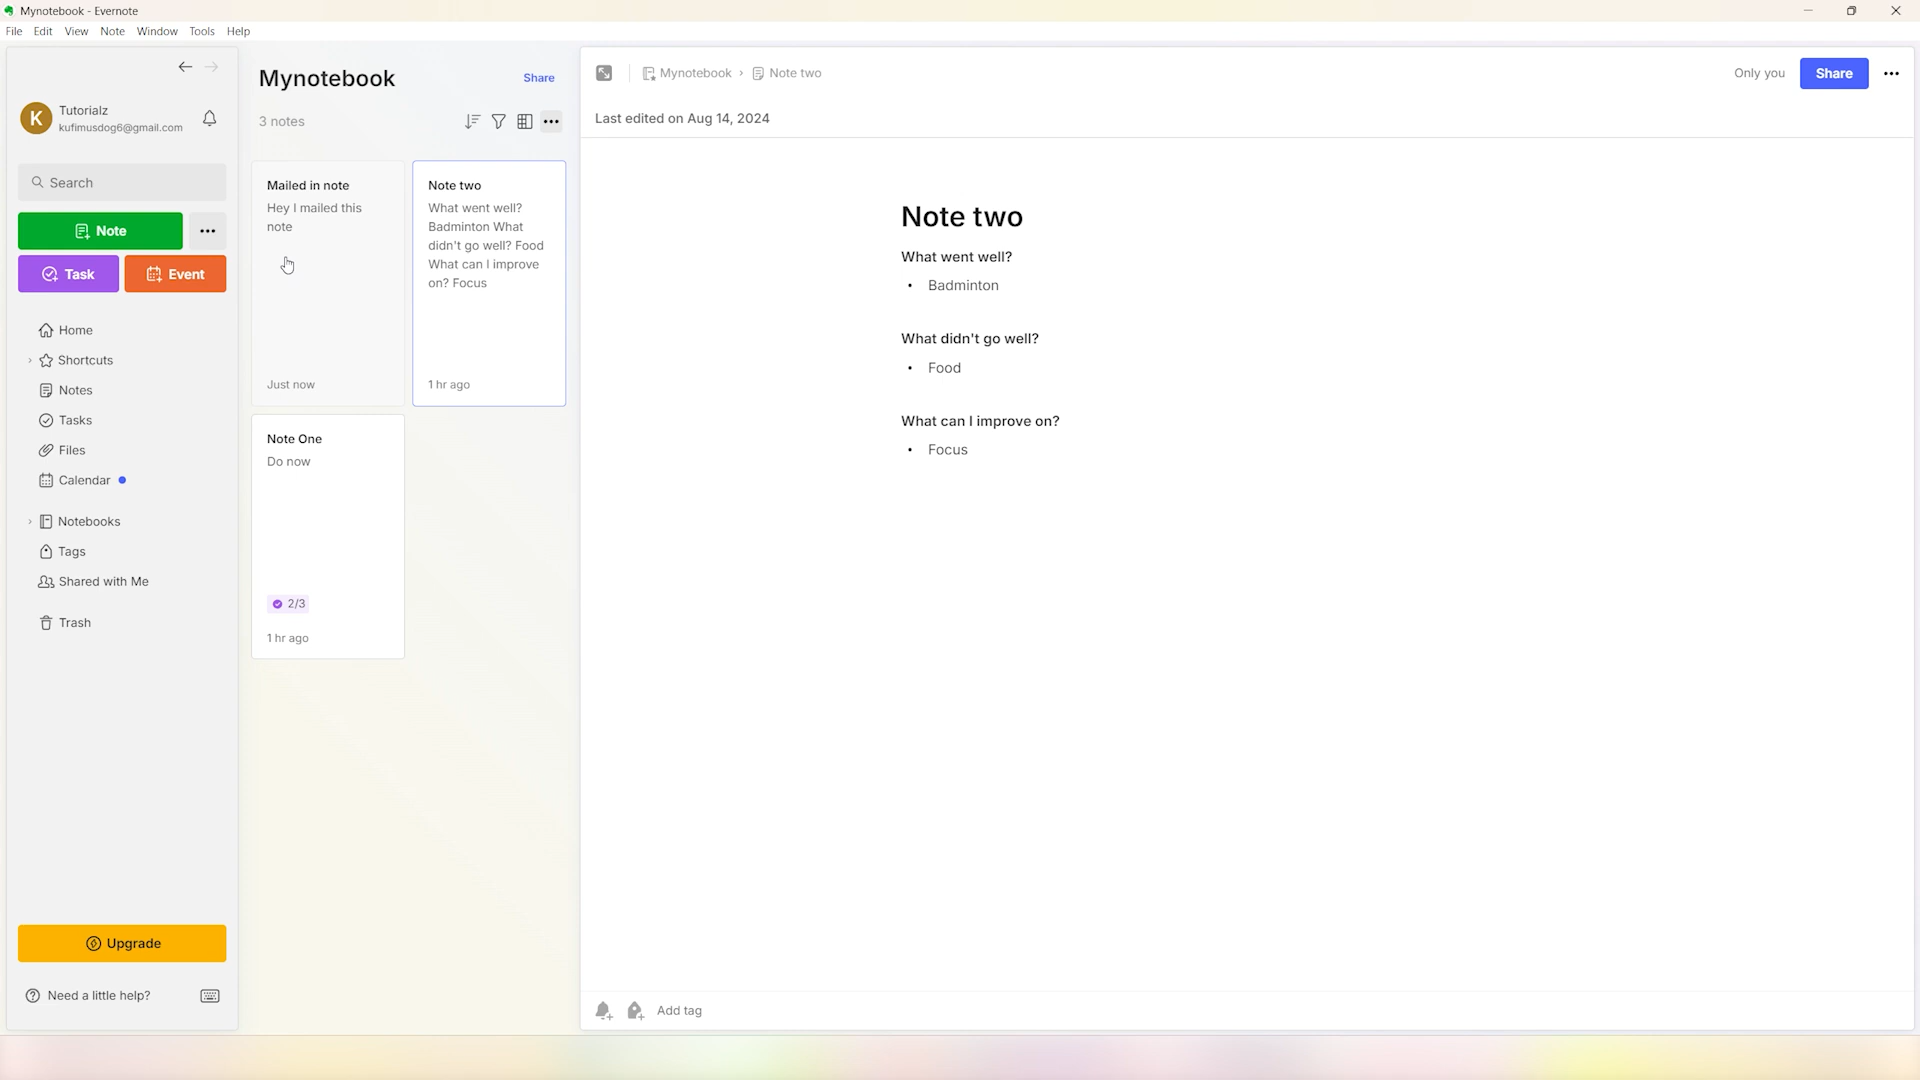 Mynotebook - Evernote
File Edit View Note Window Tools Help
K
Tutorialz
kufimusdog6@gmail.com
Search
Note
Task
Event
Home
Shortcuts
Notes
Tasks
Files
Calendar
Notebooks
Tags
Shared with Me
Trash
Upgrade
Need a little help?
Mynotebook
Share
3 notes
Mailed in note
Hey I mailed this
note
Just now
Note two
What went well?
Badminton What
didn't go well? Food
What can I improve
on? Focus
1 hr ago
Note One
Do now
2/3
1 hr ago
Mynotebook › Note two
Only you
Share
Last edited on Aug 14, 2024
Note two
What went well?
• Badminton
What didn't go well?
• Food
What can I improve on?
• Focus
Add tag